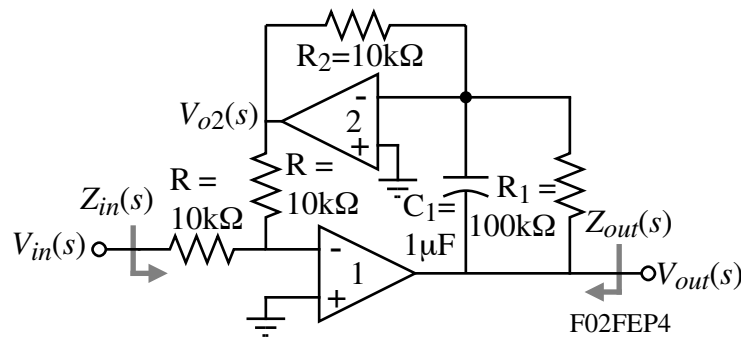 R2=10kΩ
-
2
+
Vo2(s)
R =
10kΩ
R =
10kΩ
Zin(s)
C1=
1μF
R1=
100kΩ
Zout(s)
Vin(s)
-
1
+
Vout(s)
F02FEP4